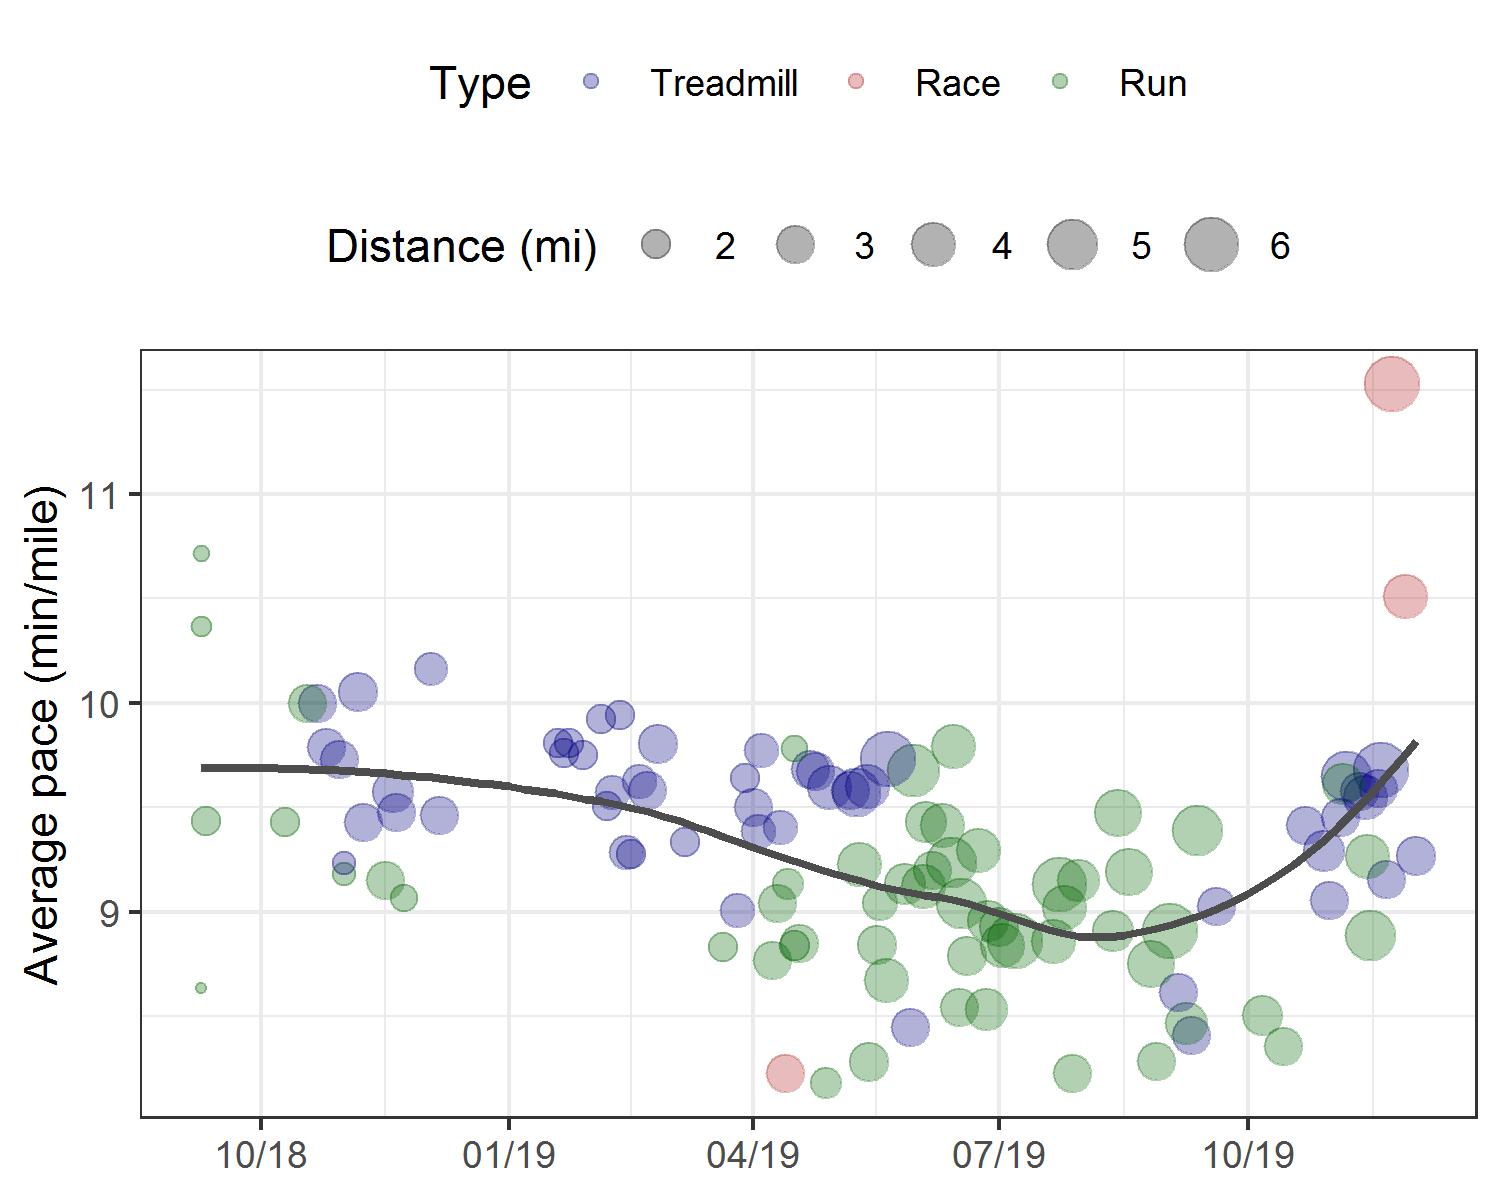 Type Treadmill Race Run
Distance (mi) 2 3 4 5 6
Average pace (min/mile)
11
10
9
10/18 01/19 04/19 07/19 10/19